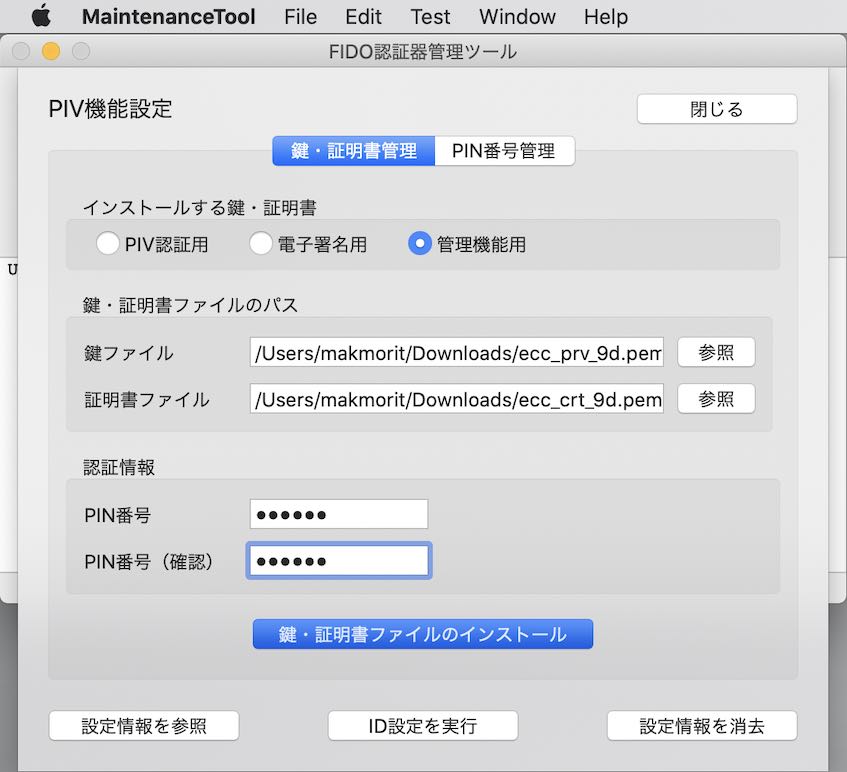 MaintenanceTool File Edit Test Window Help
FIDO認証器管理ツール
PIV機能設定 閉じる
鍵・証明書管理 PIN番号管理
インストールする鍵・証明書
U
PIV認証用 電子署名用 管理機能用
鍵・証明書ファイルのパス
鍵ファイル /Users/makmorit/Downloads/ecc_prv_9d.pem 参照
証明書ファイル /Users/makmorit/Downloads/ecc_crt_9d.pem 参照
認証情報
PIN番号 ●●●●●●
PIN番号（確認） ●●●●●●
鍵・証明書ファイルのインストール
設定情報を参照 ID設定を実行 設定情報を消去